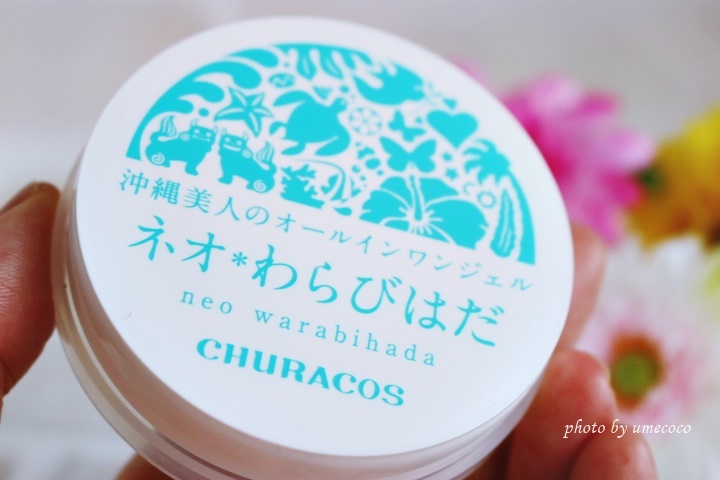 沖縄美人のオールインワンジェル
ネオ*わらびはだ
neo warabihada
CHURACOS
photo by umecoco